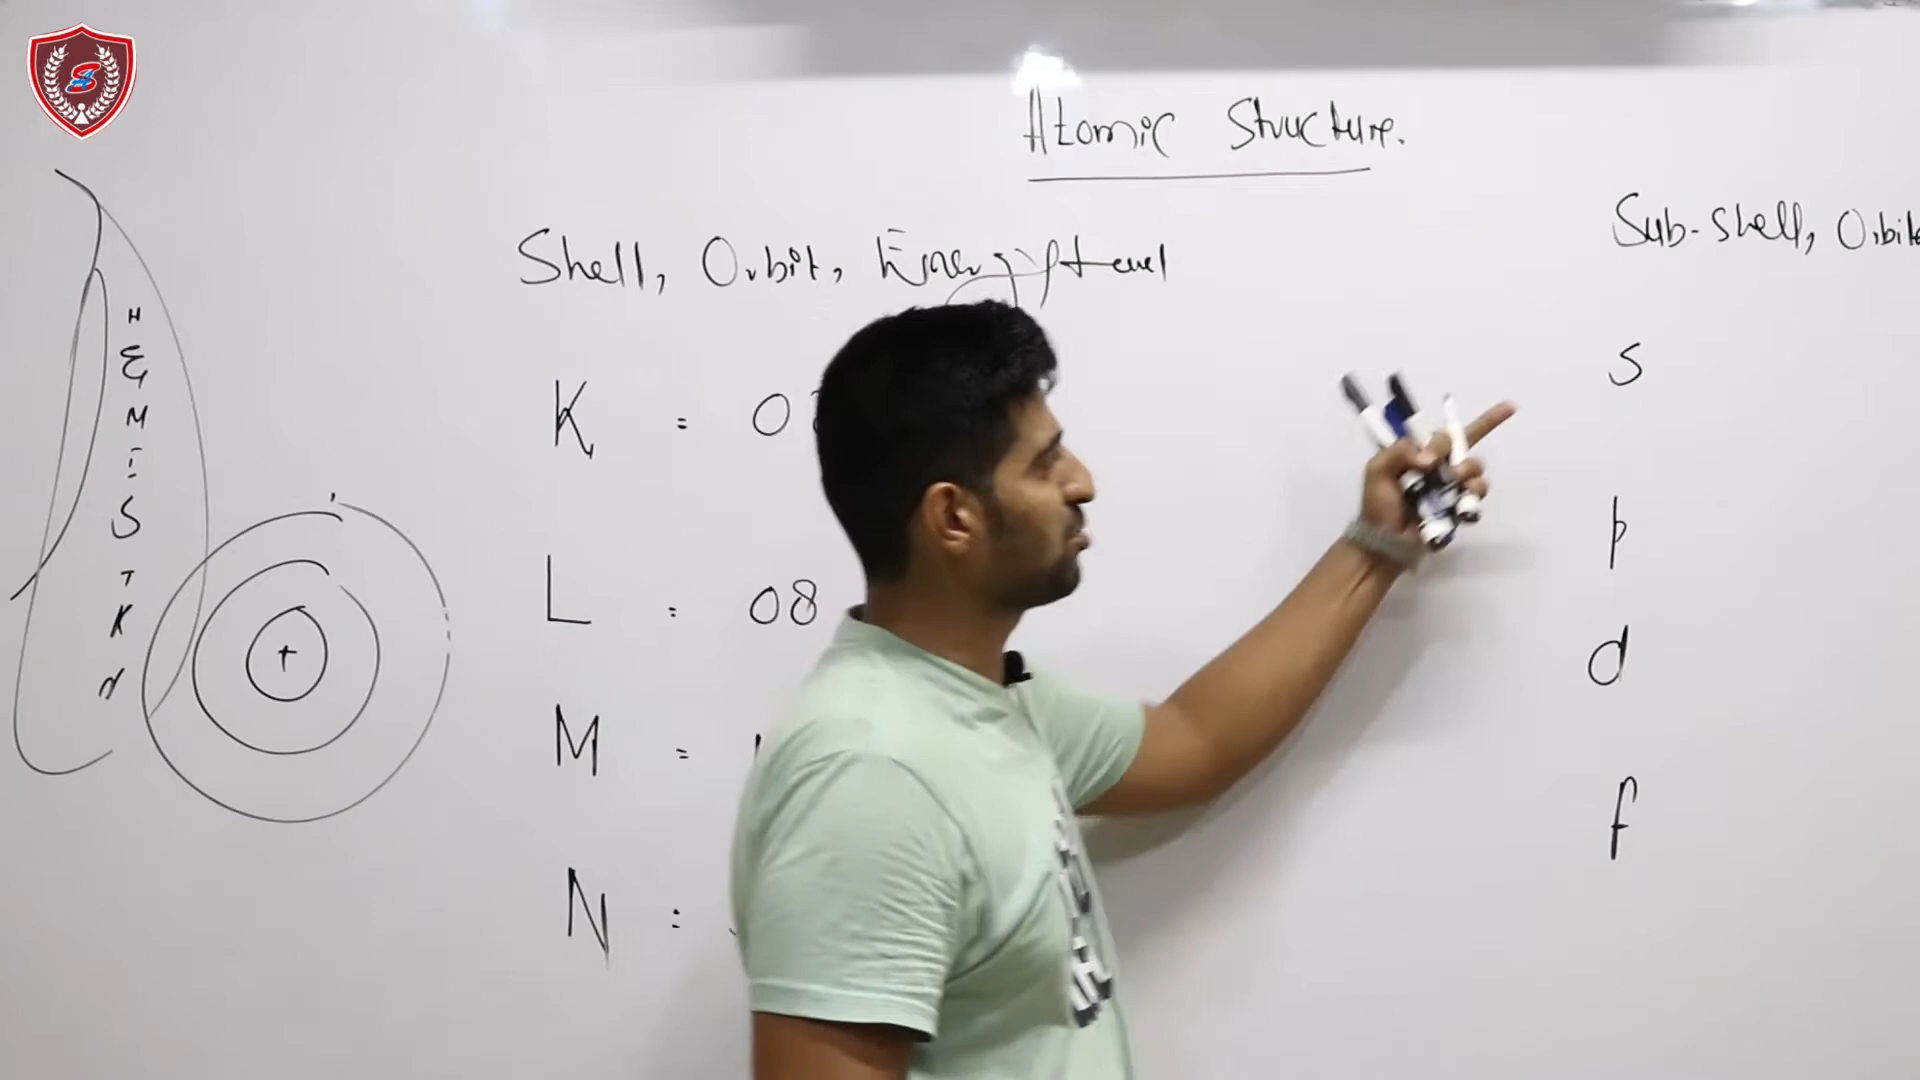 Atomic Structure.
Sub-shell, Orbit
Shell, Orbit, Energy Level
K = 0
L = 08
M =
N =
s
p
d
f
H
E
M
I
S
T
R
Y
+